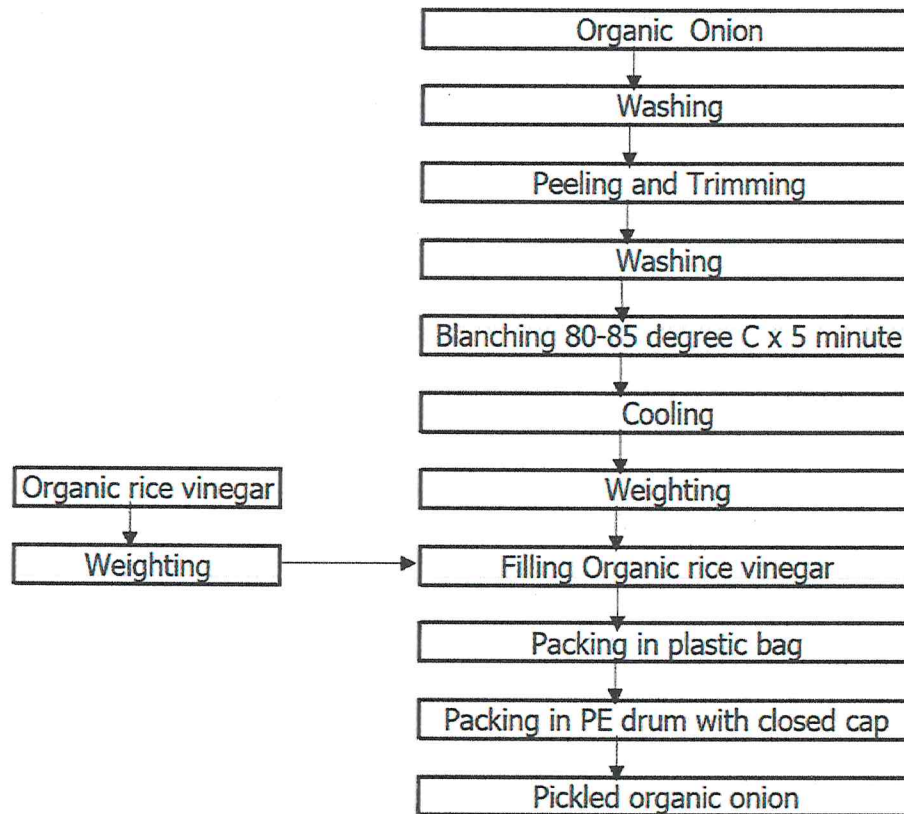 Organic Onion
Washing
Peeling and Trimming
Washing
Blanching 80-85 degree C x 5 minute
Cooling
Weighting
Organic rice vinegar
Weighting
Filling Organic rice vinegar
Packing in plastic bag
Packing in PE drum with closed cap
Pickled organic onion